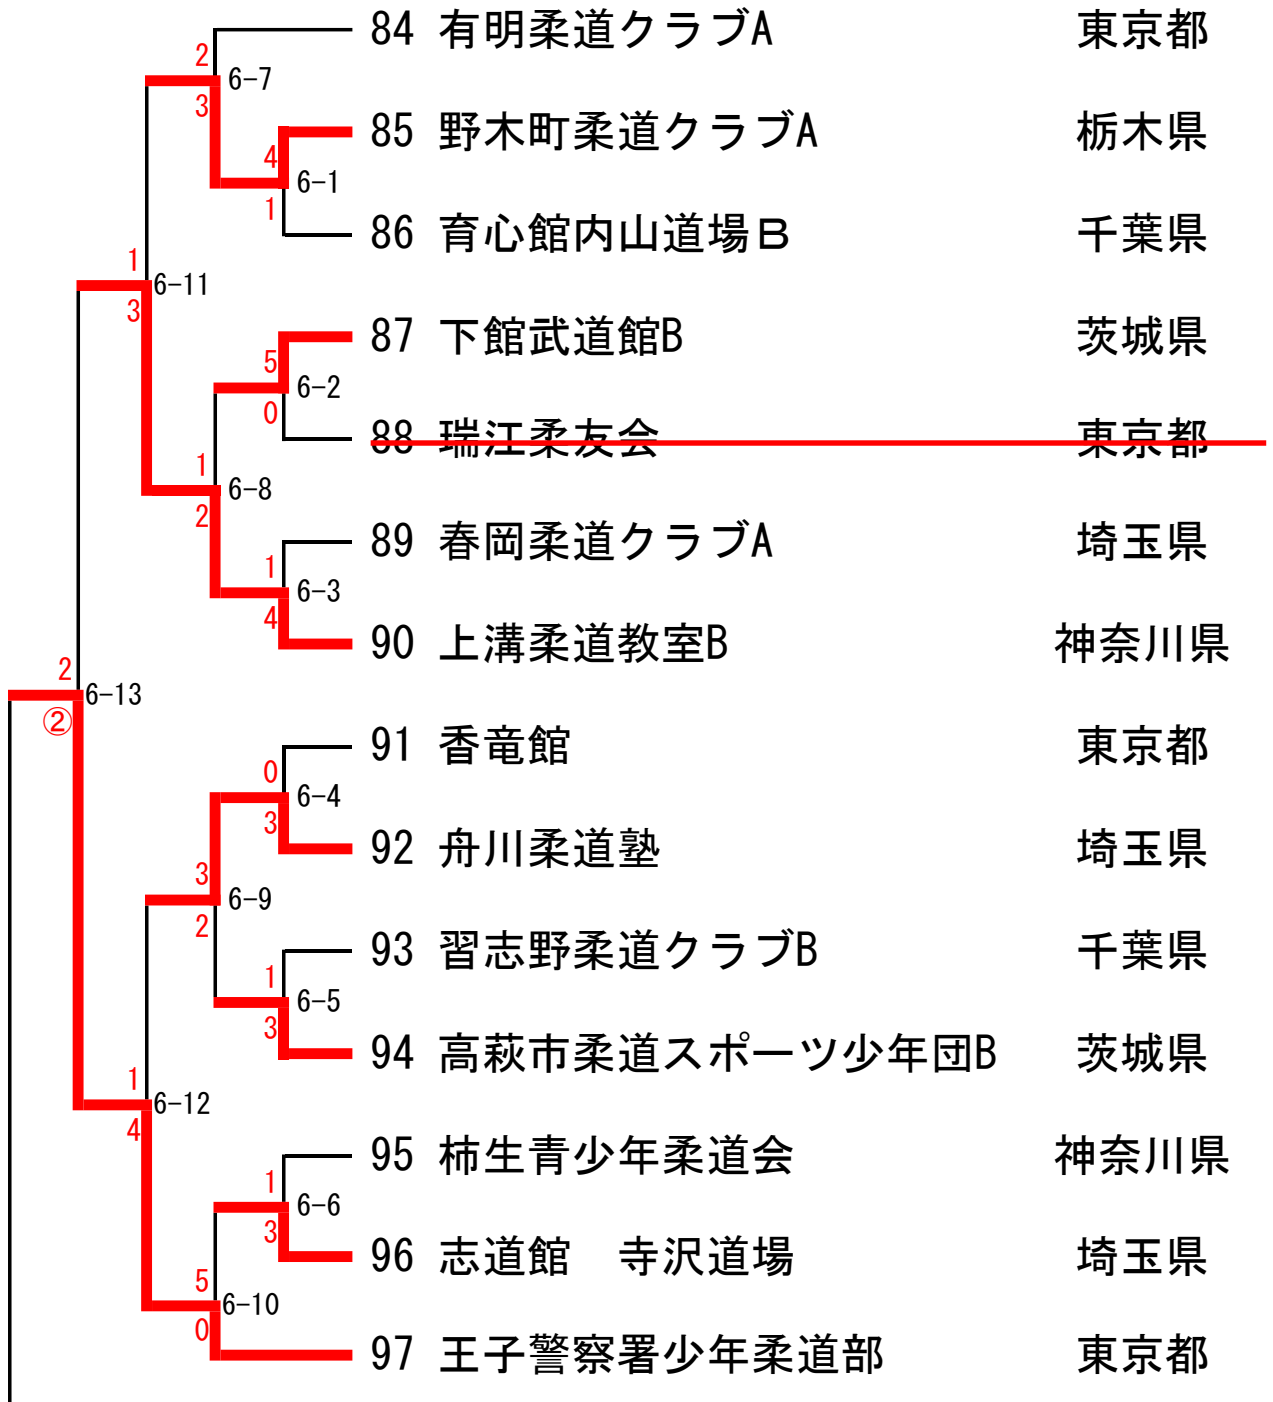 84 有明柔道クラブA 東京都
2
6-7
3
85 野木町柔道クラブA 栃木県
4
6-1
1
86 育心館内山道場B 千葉県
1
6-11
3
87 下館武道館B 茨城県
5
6-2
0
88 瑞江柔友会 東京都
1
6-8
2
89 春岡柔道クラブA 埼玉県
1
6-3
4
90 上溝柔道教室B 神奈川県
2
6-13
②
91 香竜館 東京都
0
6-4
3
92 舟川柔道塾 埼玉県
3
6-9
2
93 習志野柔道クラブB 千葉県
1
6-5
3
94 高萩市柔道スポーツ少年団B 茨城県
1
6-12
4
95 柿生青少年柔道会 神奈川県
1
6-6
3
96 志道館　寺沢道場 埼玉県
5
6-10
0
97 王子警察署少年柔道部 東京都